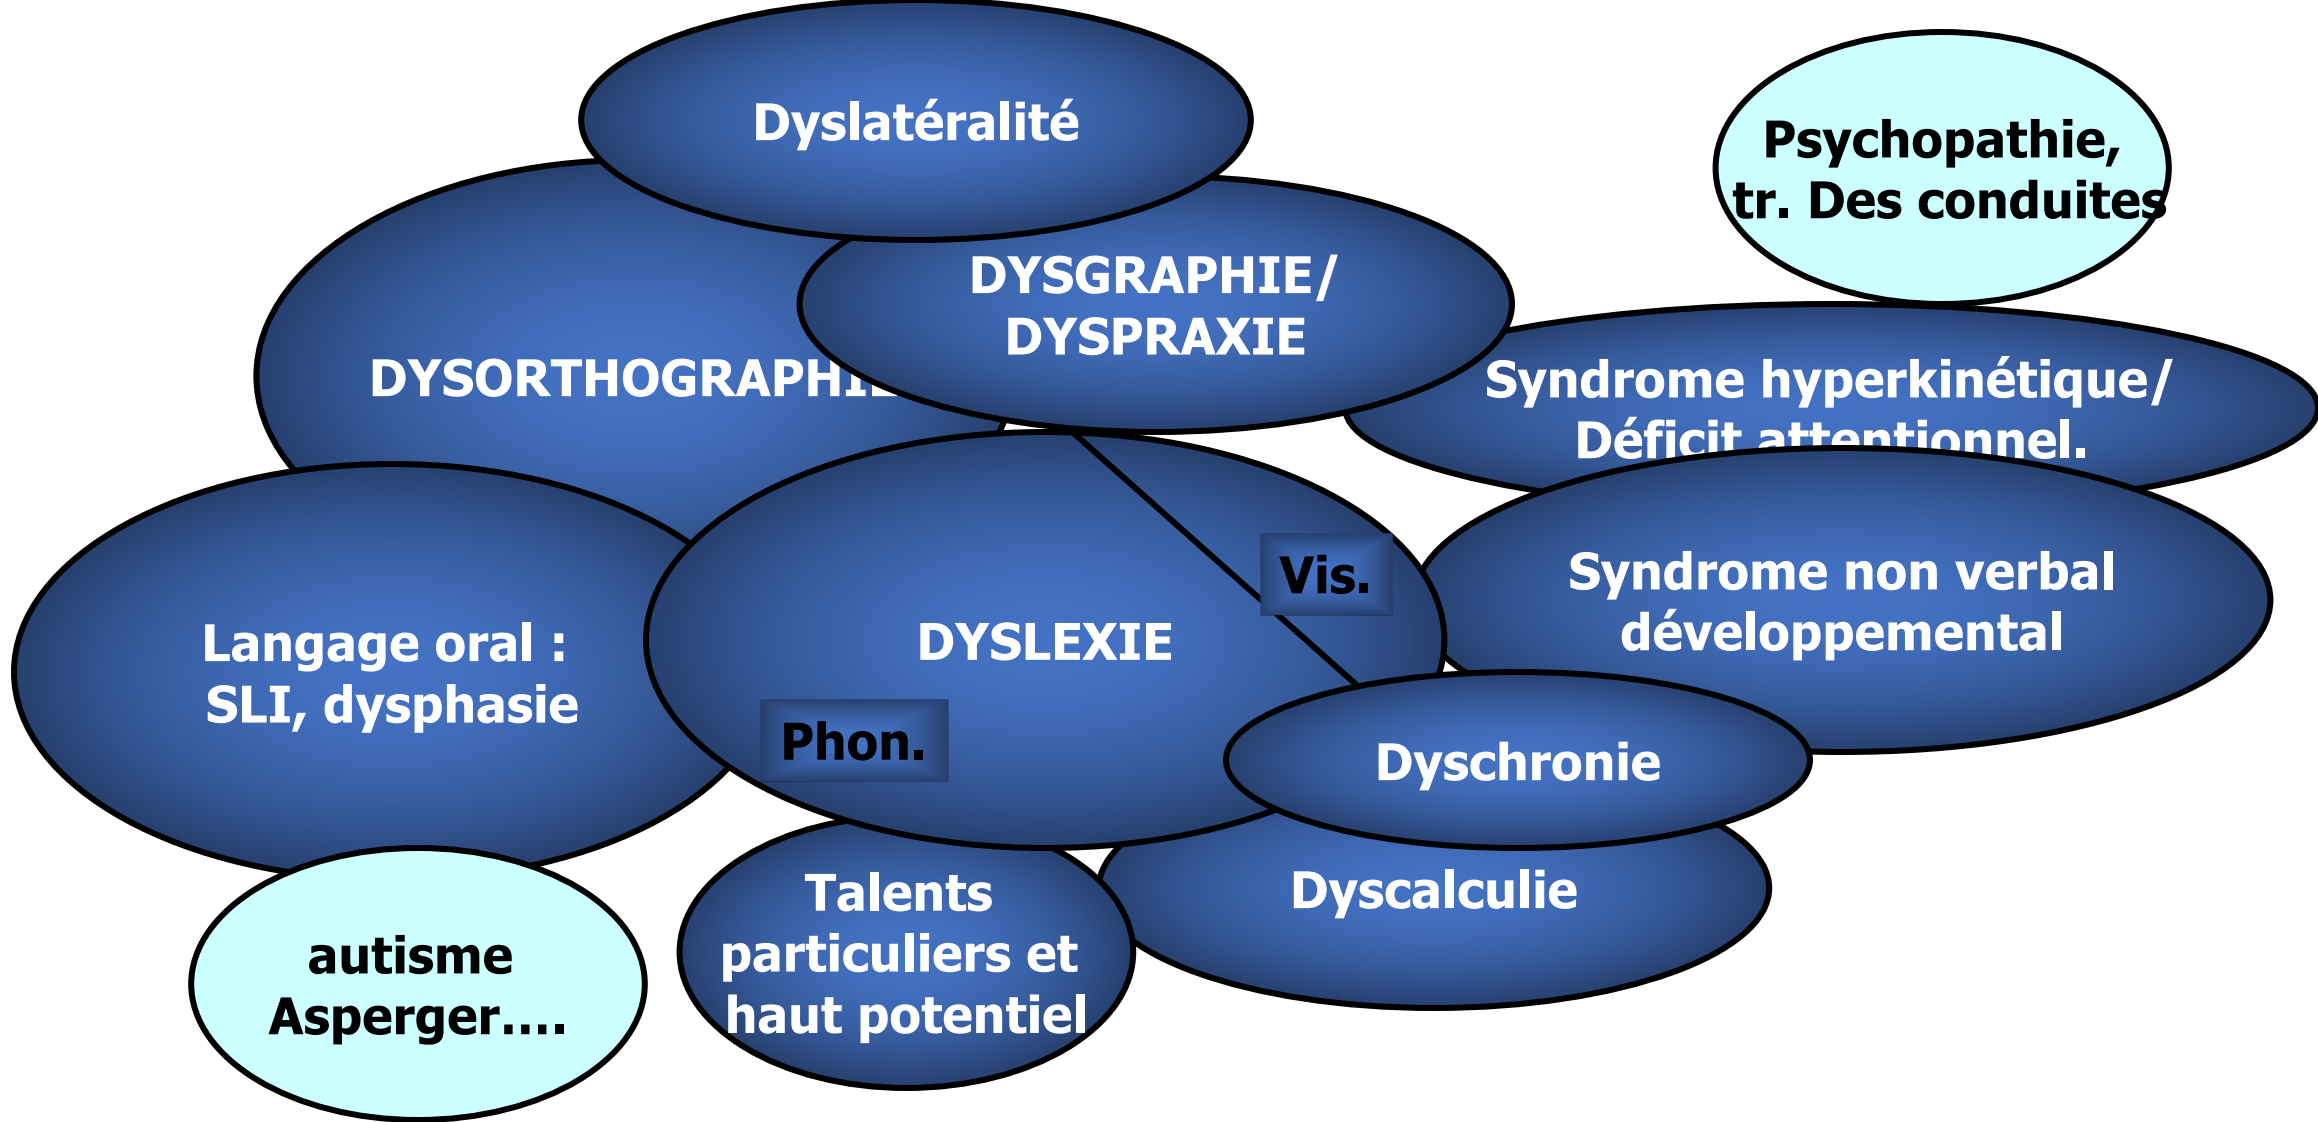 Dyslatéralité
Psychopathie,
tr. Des conduites
DYSGRAPHIE/
DYSPRAXIE
DYSORTHOGRAPHIE
Syndrome hyperkinétique/
Déficit attentionnel.
Vis.
Syndrome non verbal
développemental
Langage oral :
SLI, dysphasie
DYSLEXIE
Phon.
Dyschronie
Dyscalculie
Talents
particuliers et
haut potentiel
autisme
Asperger....